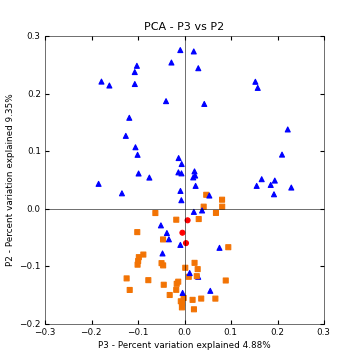 PCA - P3 vs P2
P2 - Percent variation explained 9.35%
0.3
0.2
0.1
0.0
−0.1
−0.2
−0.3 −0.2 −0.1 0.0 0.1 0.2 0.3
P3 - Percent variation explained 4.88%